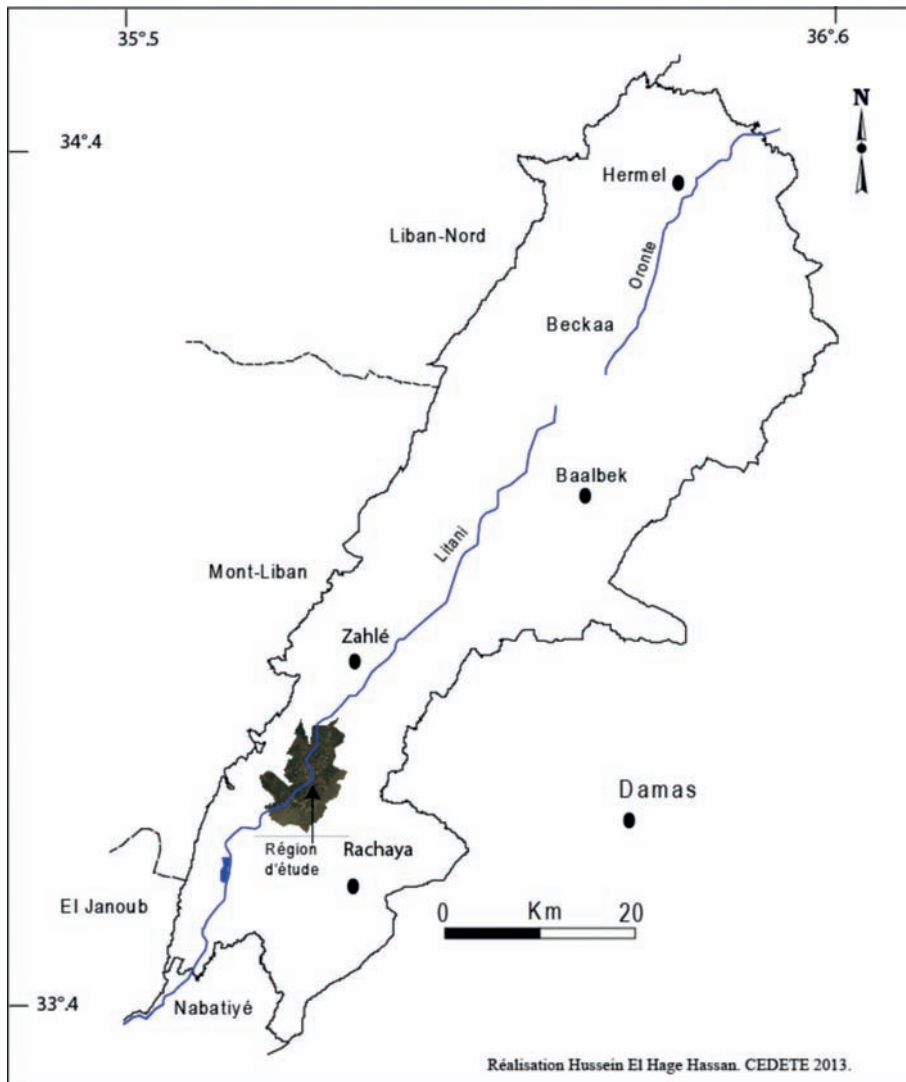 35°.5
36°.6
N
34°.4
Hermel
Liban-Nord
Oronte
Beckaa
Baalbek
Litani
Mont-Liban
Zahlé
Damas
Région
d'étude
Rachaya
El Janoub
0 Km 20
33°.4
Nabatiyé
Réalisation Hussein El Hage Hassan. CEDETE 2013.